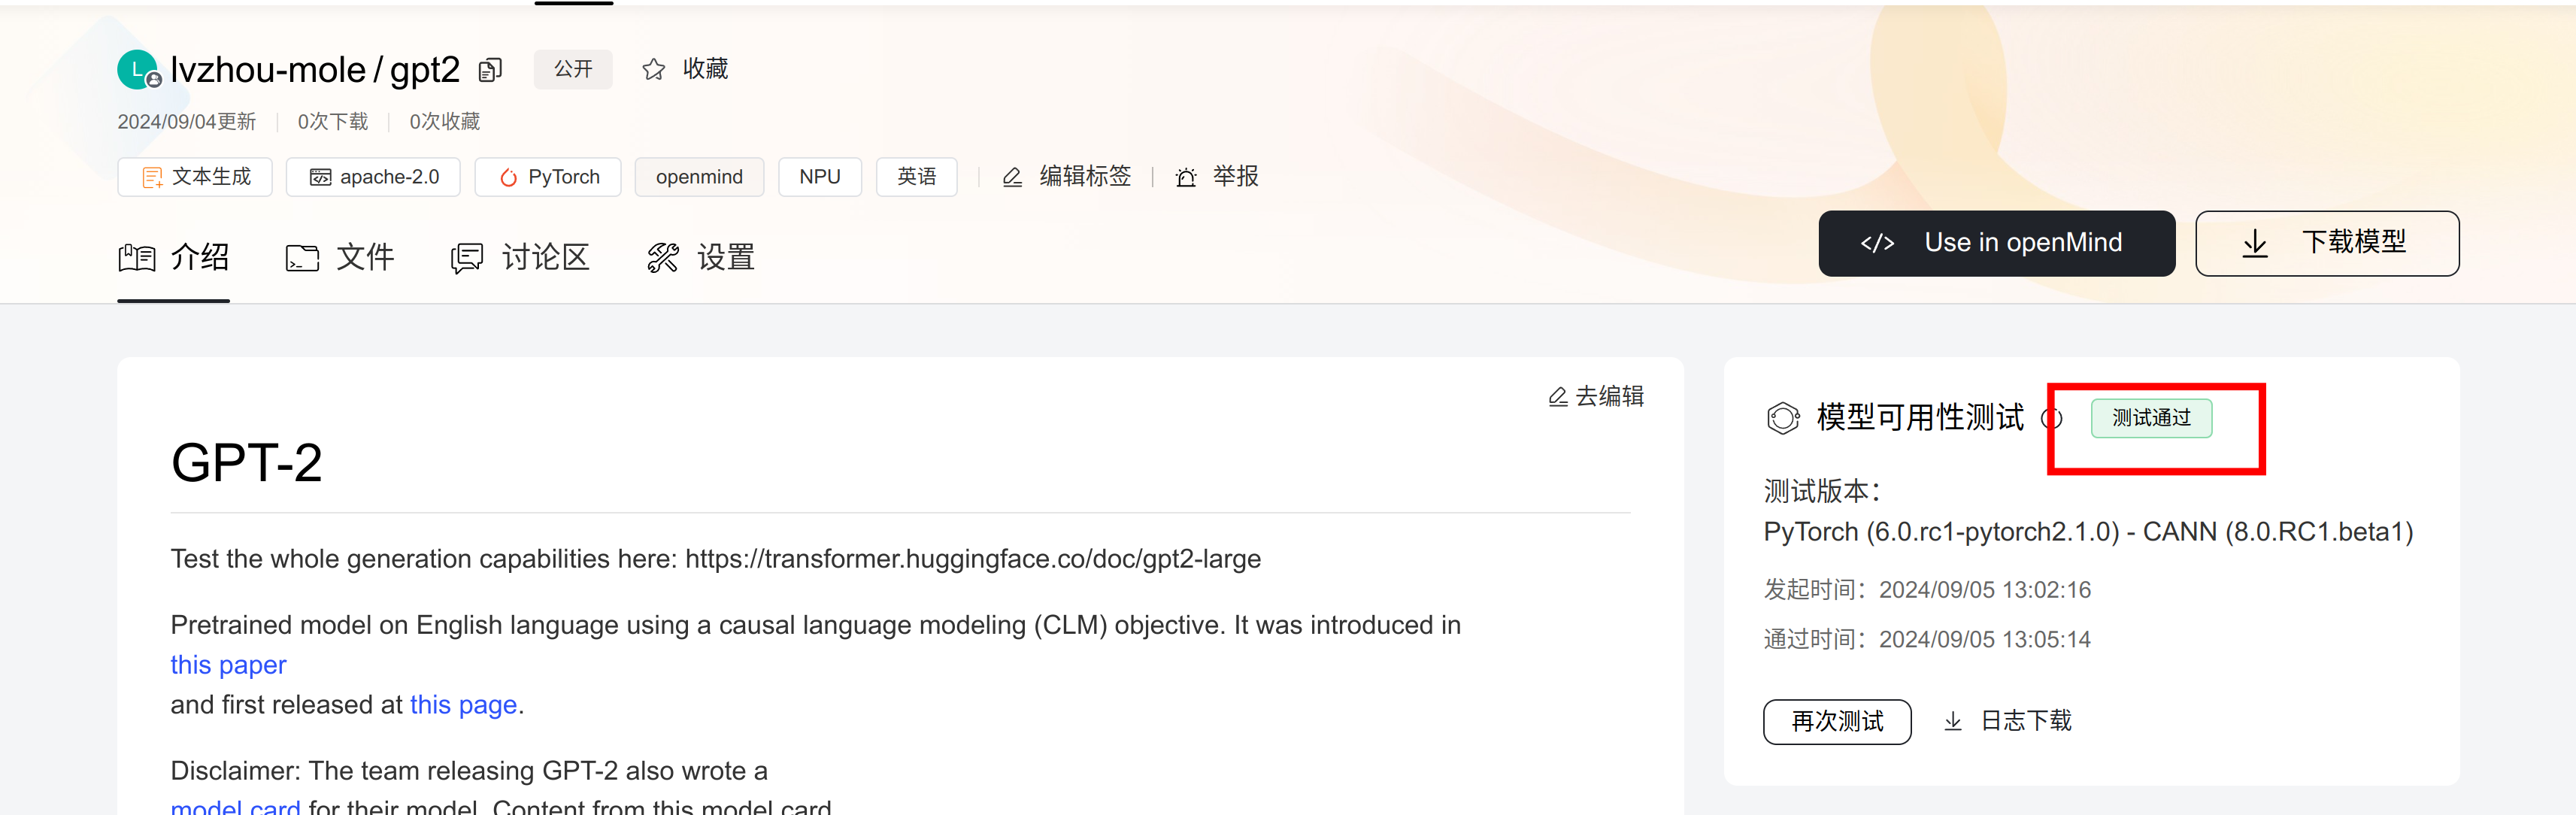 L lvzhou-mole / gpt2 公开 收藏
2024/09/04更新 0次下载 0次收藏
文本生成 apache-2.0 PyTorch openmind NPU 英语 编辑标签 举报
介绍 文件 讨论区 设置
</> Use in openMind 下载模型
去编辑
GPT-2
Test the whole generation capabilities here: https://transformer.huggingface.co/doc/gpt2-large
Pretrained model on English language using a causal language modeling (CLM) objective. It was introduced in
this paper
and first released at this page.
Disclaimer: The team releasing GPT-2 also wrote a
model card for their model. Content from this model card
模型可用性测试 测试通过
测试版本：
PyTorch (6.0.rc1-pytorch2.1.0) - CANN (8.0.RC1.beta1)
发起时间：2024/09/05 13:02:16
通过时间：2024/09/05 13:05:14
再次测试 日志下载